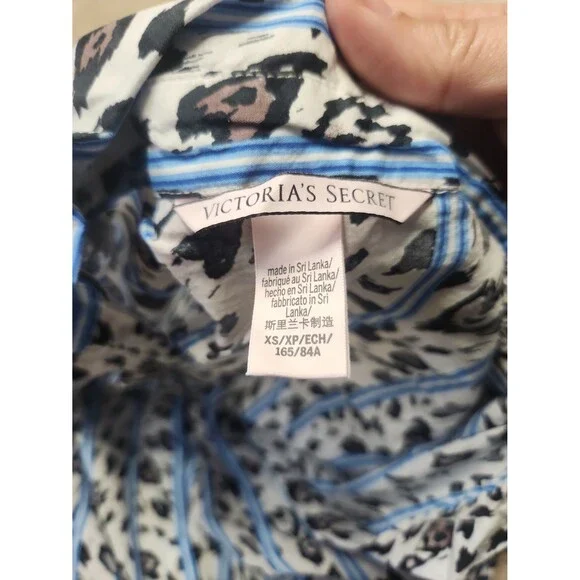 VICTORIA'S SECRET
made in Sri Lanka/
fabriqué au Sri Lanka/
hecho en Sri Lanka/
fabbricato in Sri
Lanka/
斯里兰卡制造
XS/XP/ECH/
165/84A